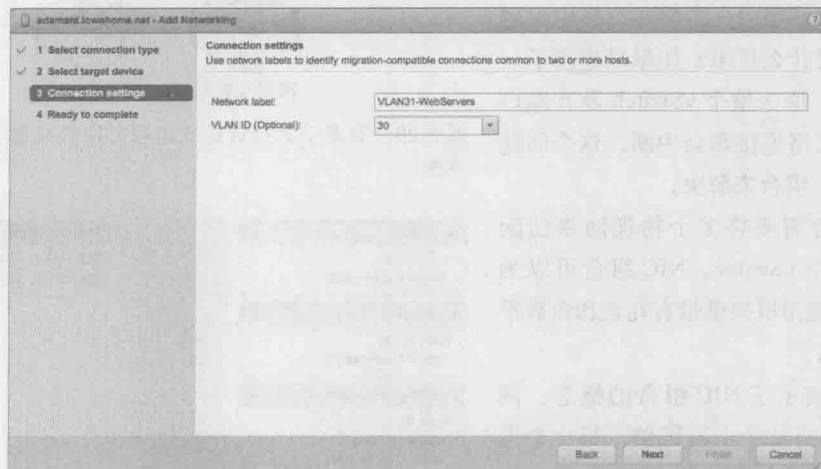 adamant.lowehome.net - Add Networking
1 Select connection type
2 Select target device
3 Connection settings
4 Ready to complete
Connection settings
Use network labels to identify migration-compatible connections common to two or more hosts.
Network label:
VLAN31-WebServers
VLAN ID (Optional):
30
Back
Next
Finish
Cancel